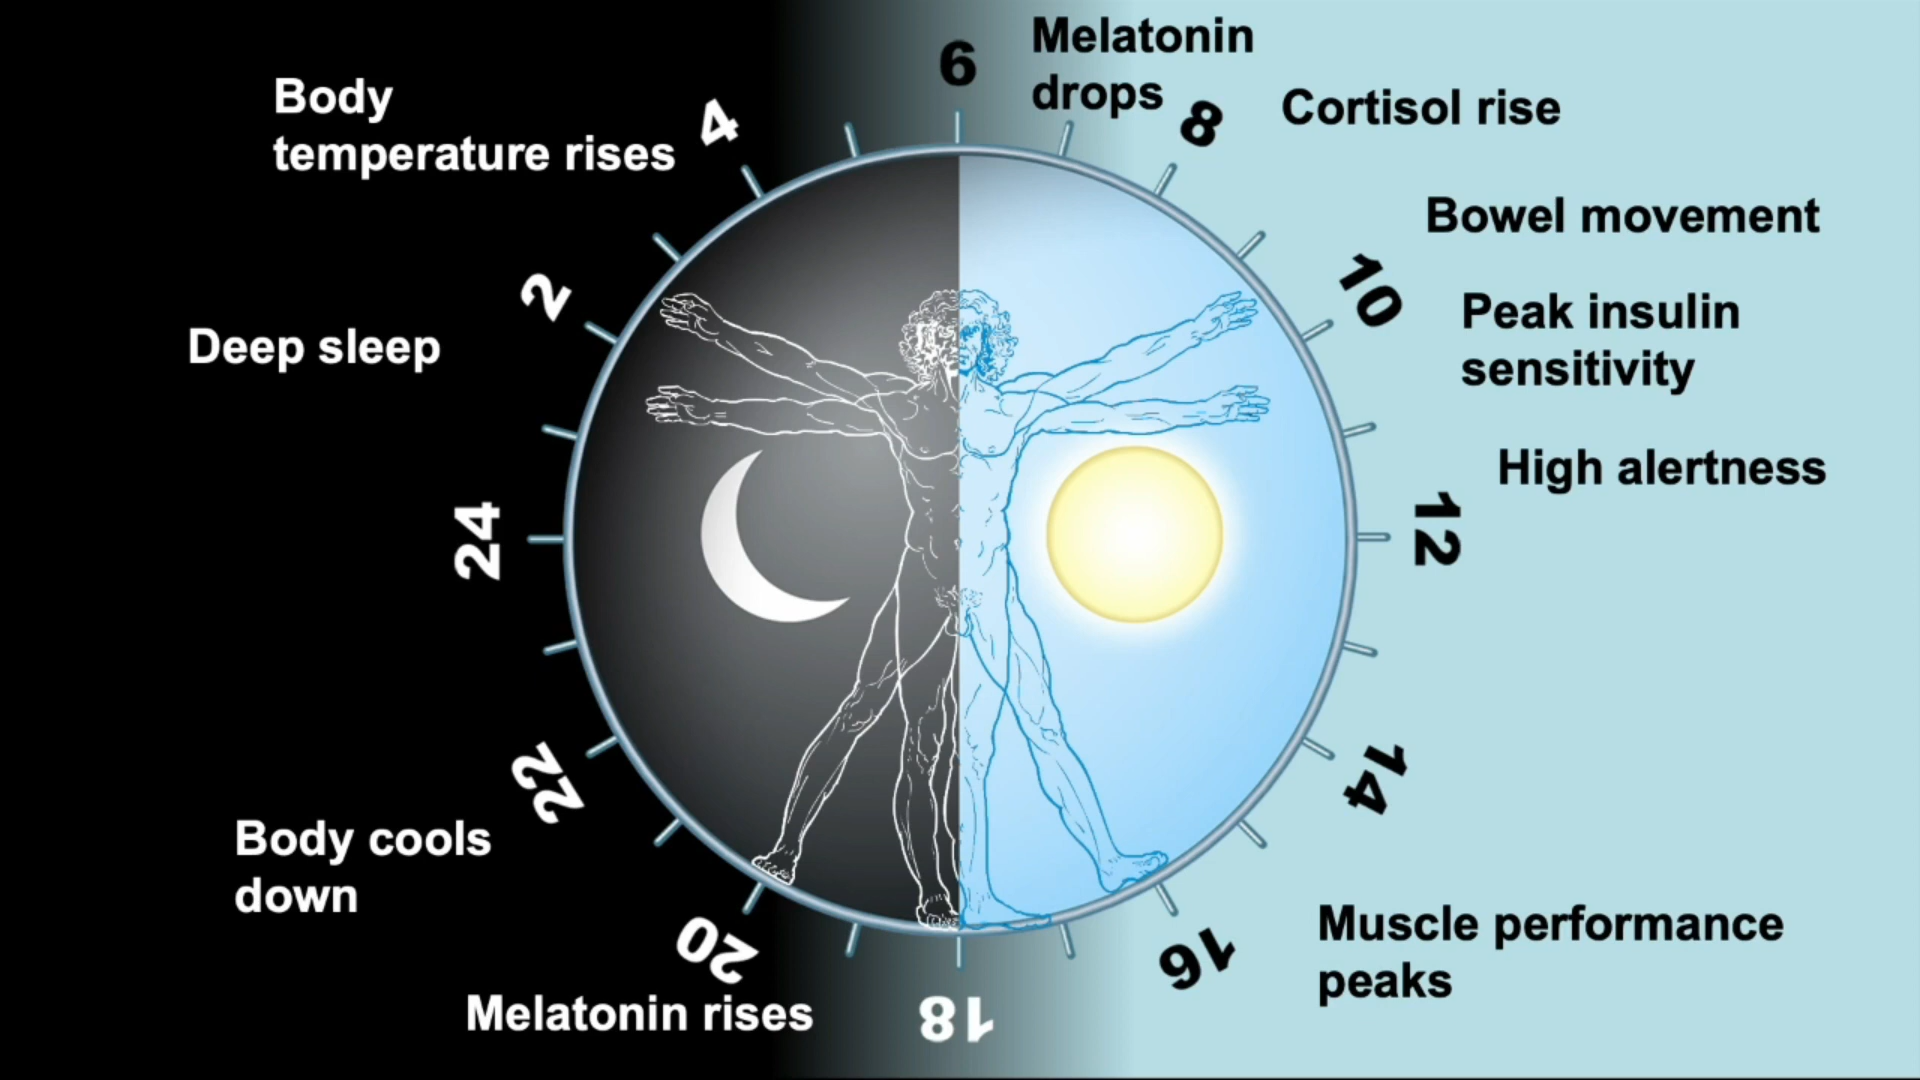 6
Melatonin
drops
8
Cortisol rise
Bowel movement
10
Peak insulin
sensitivity
High alertness
12
14
Muscle performance
peaks
16
18
Melatonin rises
20
Body cools
down
22
24
Deep sleep
2
Body
temperature rises
4